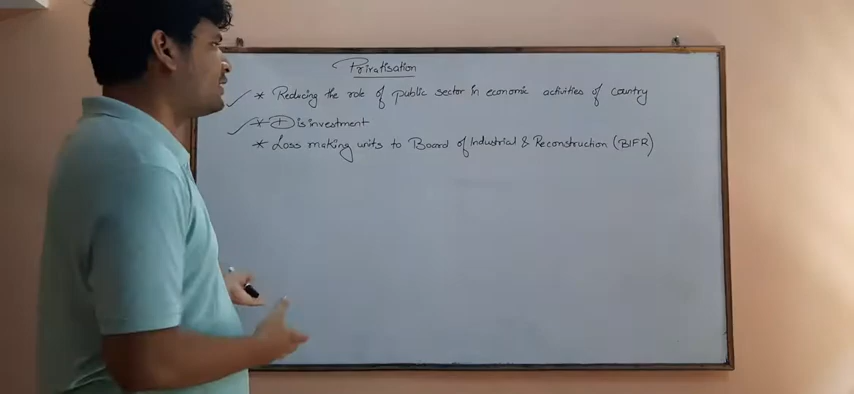 Privatisation
* Reducing the role of public sector in economic activities of country
* Disinvestment
* Loss making units to Board of Industrial & Reconstruction (BIFR)